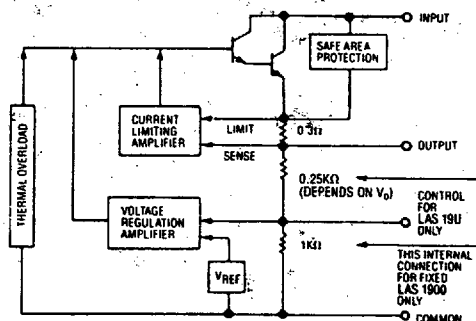 INPUT
SAFE AREA
PROTECTION
CURRENT
LIMITING
AMPLIFIER
LIMIT
0.3Ω
SENSE
OUTPUT
THERMAL OVERLOAD
0.25KΩ
(DEPENDS ON V₀)
VOLTAGE
REGULATION
AMPLIFIER
CONTROL
FOR
LAS 19U
ONLY
1KΩ
VREF
THIS INTERNAL
CONNECTION
FOR FIXED
LAS 1900
ONLY
COMMON